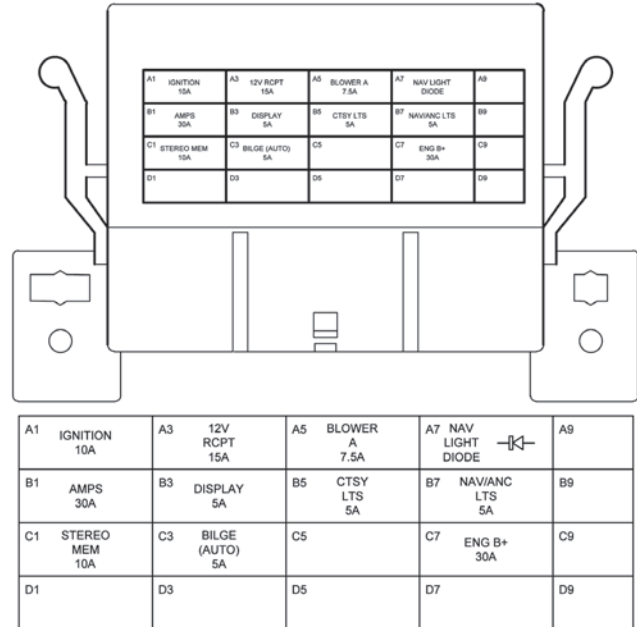 A1 IGNITION 10A A3 12V RCPT 15A A5 BLOWER A 7.5A A7 NAV LIGHT DIODE A9
B1 AMPS 30A B3 DISPLAY 5A B5 CTSY LTS 5A B7 NAV/ANC LTS 5A B9
C1 STEREO MEM 10A C3 BILGE (AUTO) 5A C5 C7 ENG B+ 30A C9
D1 D3 D5 D7 D9
A1 IGNITION 10A A3 12V RCPT 15A A5 BLOWER A 7.5A A7 NAV LIGHT DIODE A9
B1 AMPS 30A B3 DISPLAY 5A B5 CTSY LTS 5A B7 NAV/ANC LTS 5A B9
C1 STEREO MEM 10A C3 BILGE (AUTO) 5A C5 C7 ENG B+ 30A C9
D1 D3 D5 D7 D9